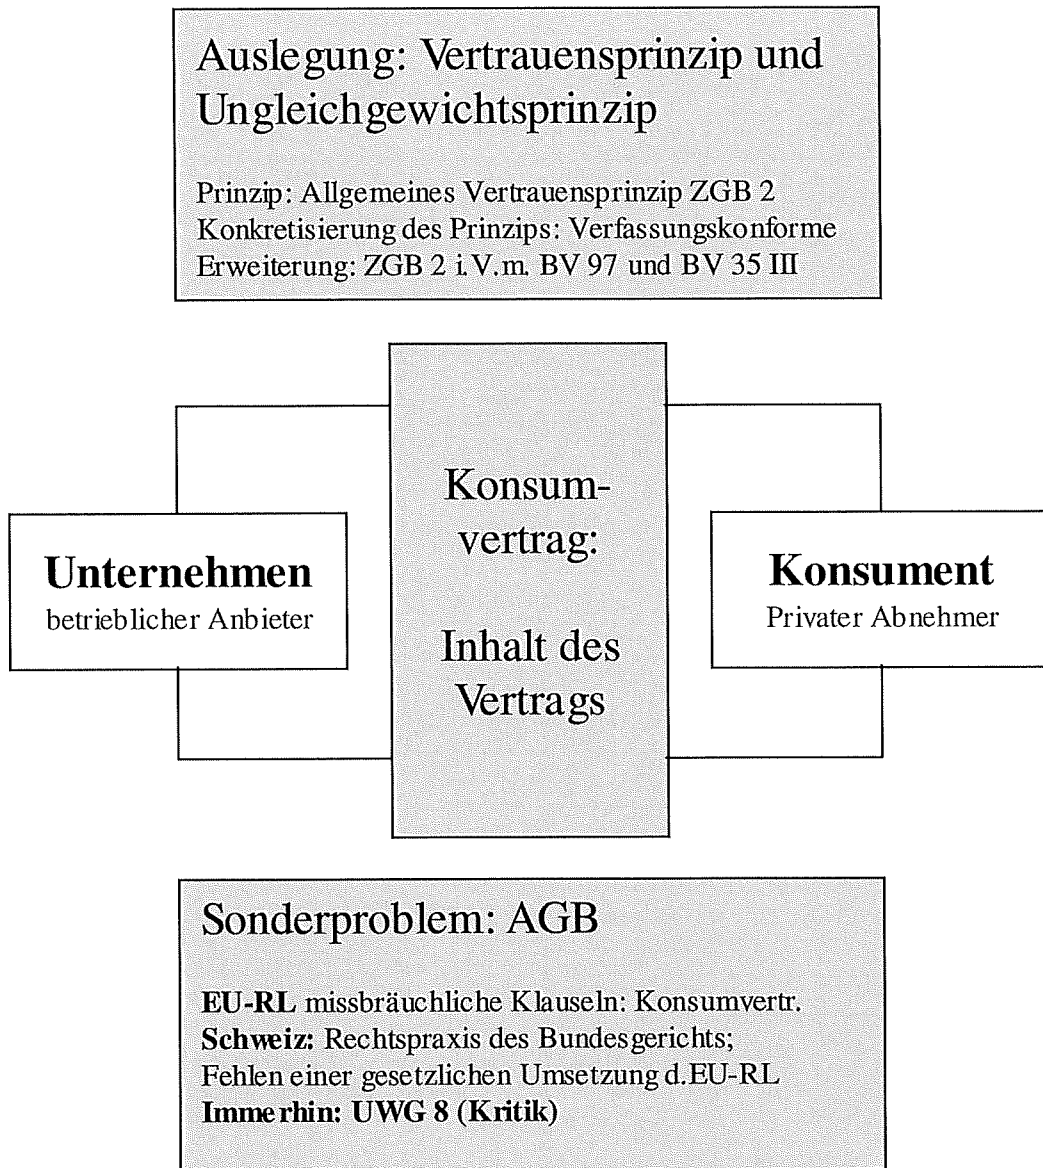 Auslegung: Vertrauensprinzip und
Ungleichgewichtsprinzip
Prinzip: Allgemeines Vertrauensprinzip ZGB 2
Konkretisierung des Prinzips: Verfassungskonforme
Erweiterung: ZGB 2 i.V.m. BV 97 und BV 35 III
Unternehmen
betrieblicher Anbieter
Konsum-
vertrag:
Inhalt des
Vertrags
Konsument
Privater Abnehmer
Sonderproblem: AGB
EU-RL missbräuchliche Klauseln: Konsumvertr.
Schweiz: Rechtspraxis des Bundesgerichts;
Fehlen einer gesetzlichen Umsetzung d.EU-RL
Immerhin: UWG 8 (Kritik)